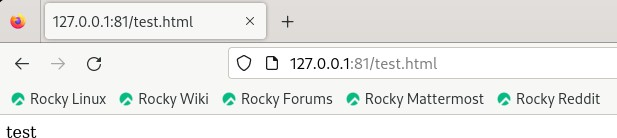 127.0.0.1:81/test.html
127.0.0.1:81/test.html
Rocky Linux Rocky Wiki Rocky Forums Rocky Mattermost Rocky Reddit
test